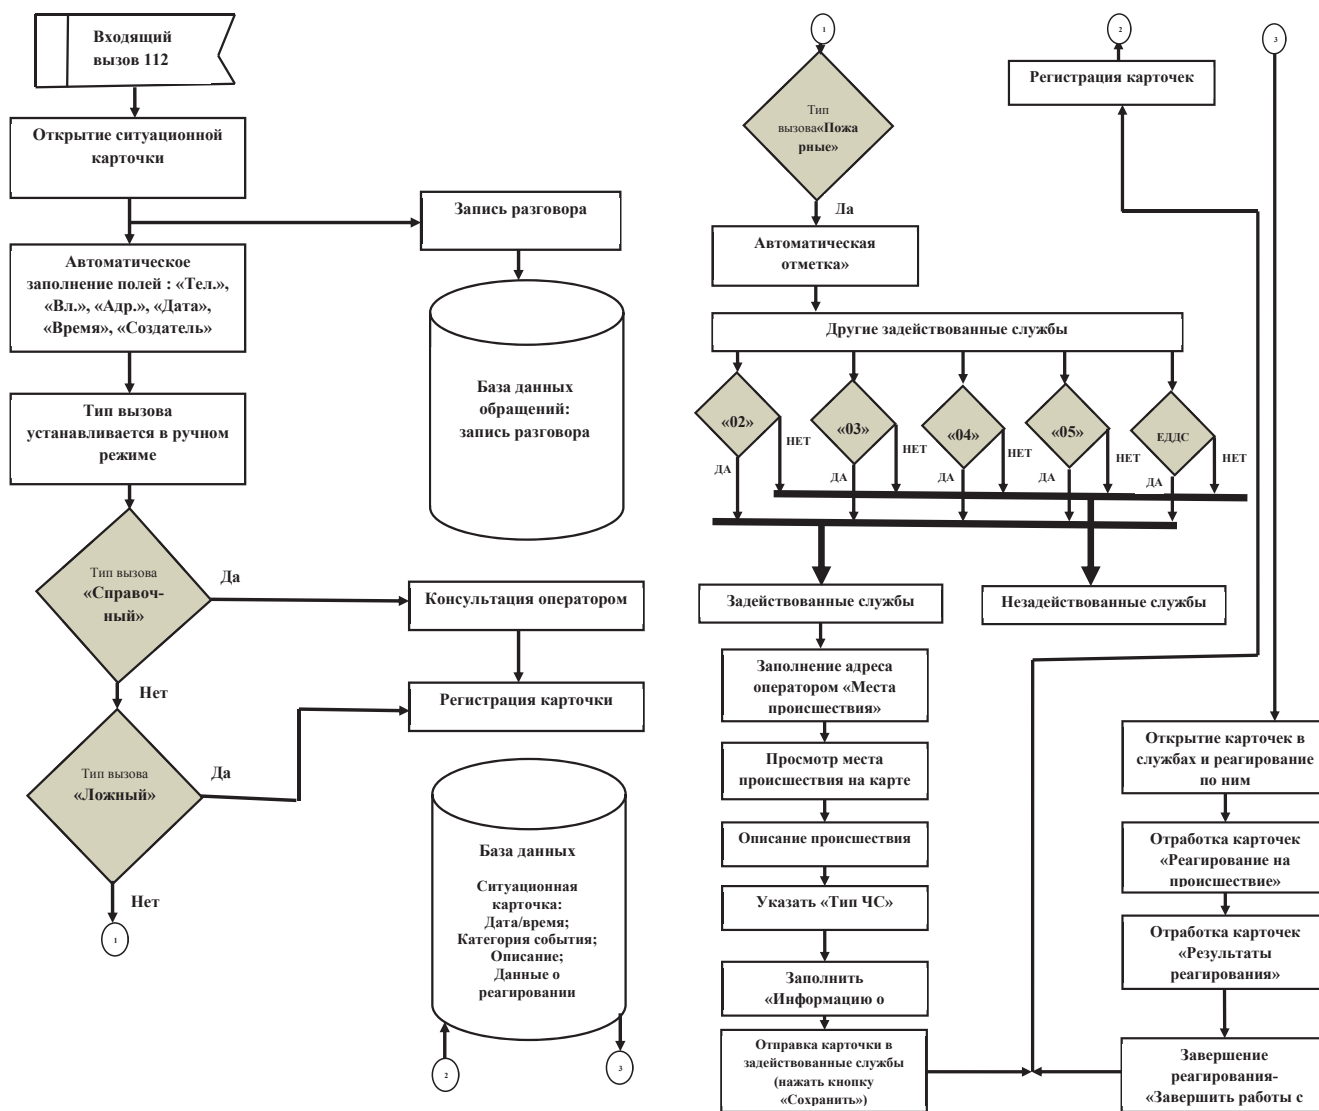 Входящий
вызов 112
Открытие ситуационной
карточки
Запись разговора
Автоматическое
заполнение полей : «Тел.»,
«Вл.», «Адр.», «Дата»,
«Время», «Создатель»
База данных
обращений:
запись разговора
Тип вызова
устанавливается в ручном
режиме
Тип вызова
«Справоч-
ный»
Да
Консультация оператором
Нет
Регистрация карточки
Тип вызова
«Ложный»
Да
Нет
1
База данных
Ситуационная
карточка:
Дата/время;
Категория события;
Описание;
Данные о
реагировании
2
3
1
2
3
Тип
вызова«Пожа
рные»
Да
Регистрация карточек
Автоматическая
отметка»
Другие задействованные службы
«02»
«03»
«04»
«05»
ЕДДС
НЕТ
НЕТ
НЕТ
НЕТ
НЕТ
ДА
ДА
ДА
ДА
ДА
Задействованные службы
Незадействованные службы
Заполнение адреса
оператором «Места
происшествия»
Просмотр места
происшествия на карте
Описание происшествия
Указать «Тип ЧС»
Заполнить
«Информацию о
Отправка карточки в
задействованные службы
(нажать кнопку
«Сохранить»)
Открытие карточек в
службах и реагирование
по ним
Отработка карточек
«Реагирование на
происшествие»
Отработка карточек
«Результаты
реагирования»
Завершение
реагирования-
«Завершить работы с